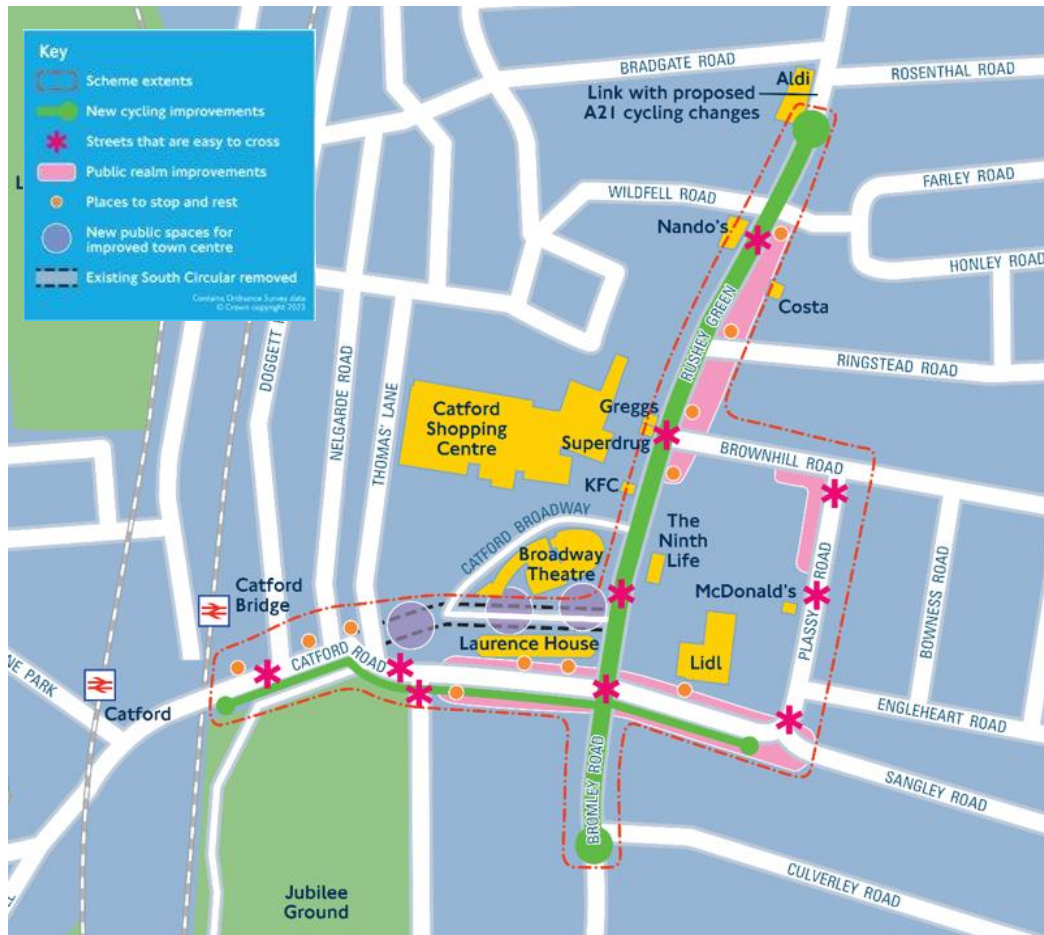 Key
Scheme extents
New cycling improvements
Streets that are easy to cross
Public realm improvements
Places to stop and rest
New public spaces for
improved town centre
Existing South Circular removed
Contains Ordnance Survey data
© Crown copyright 2023
L
BRADGATE ROAD
Aldi
ROSENTHAL ROAD
Link with proposed
A21 cycling changes
WILDFELL ROAD
FARLEY ROAD
Nando's
HONLEY ROAD
Costa
RUSHEY GREEN
RINGSTEAD ROAD
DOGGETT
NELGARDE ROAD
THOMAS' LANE
Catford
Shopping
Centre
Greggs
Superdrug
BROWNHILL ROAD
KFC
CATFORD BROADWAY
The
Ninth
Life
Broadway
Theatre
McDonald's
PLASSY ROAD
BOWNESS ROAD
Catford
Bridge
CATFORD ROAD
Laurence House
Lidl
NE PARK
Catford
ENGLEHEART ROAD
SANGLEY ROAD
BROMLEY ROAD
CULVERLEY ROAD
Jubilee
Ground